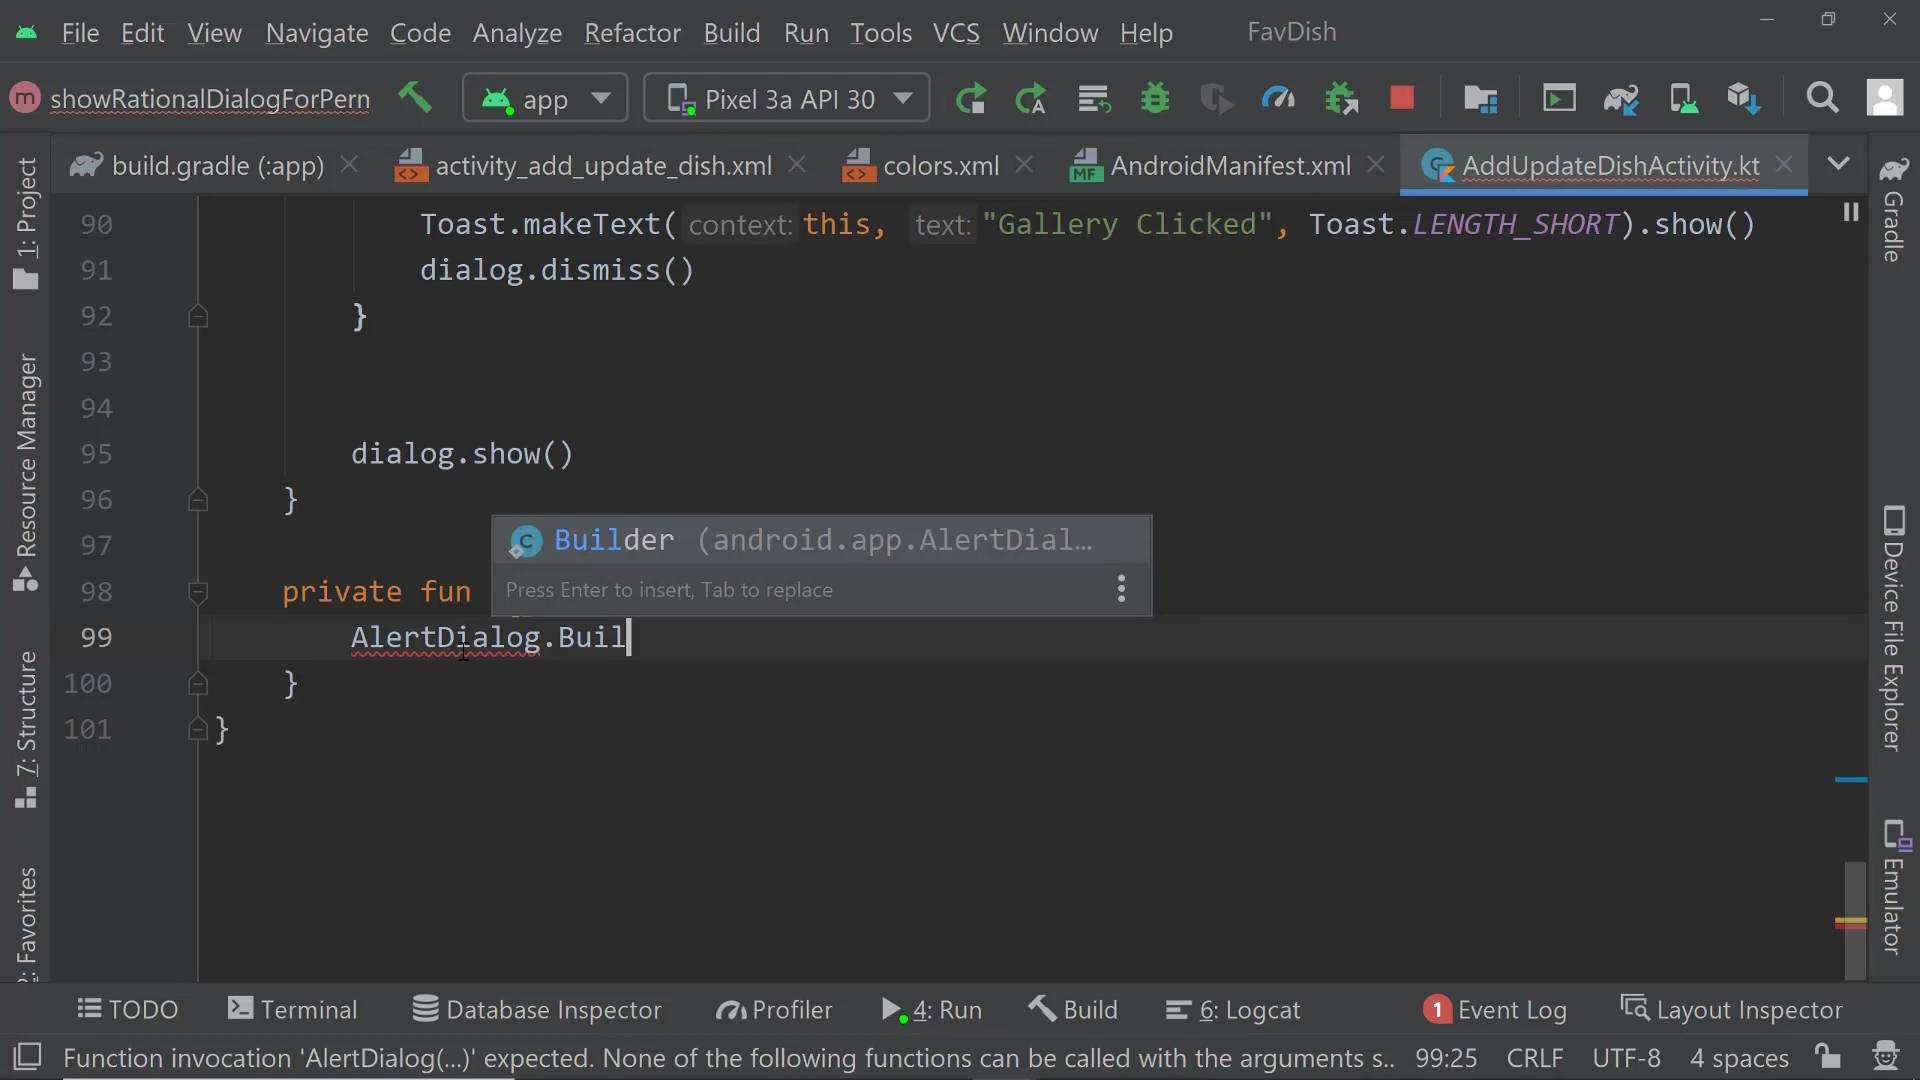 File Edit View Navigate Code Analyze Refactor Build Run Tools VCS Window Help FavDish
m showRationalDialogForPerm app Pixel 3a API 30
build.gradle (:app) activity_add_update_dish.xml colors.xml AndroidManifest.xml AddUpdateDishActivity.kt
1: Project
Resource Manager
7: Structure
2: Favorites
90 Toast.makeText( context: this, text: "Gallery Clicked", Toast.LENGTH_SHORT).show()
91 dialog.dismiss()
92 }
93
94
95 dialog.show()
96 }
97
Builder (android.app.AlertDial...
Press Enter to insert, Tab to replace
98 private fun
99 AlertDialog.Buil
100 }
101 }
Gradle
Device File Explorer
Emulator
TODO Terminal Database Inspector Profiler 4: Run Build 6: Logcat 1 Event Log Layout Inspector
Function invocation 'AlertDialog(...)' expected. None of the following functions can be called with the arguments s.. 99:25 CRLF UTF-8 4 spaces